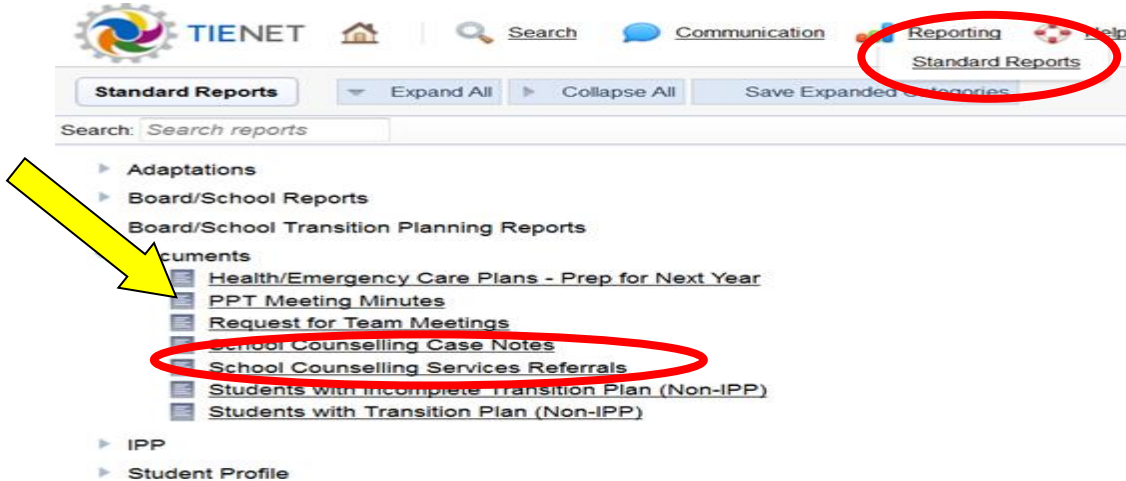 TIENET Search Communication Reporting Help
Standard Reports
Standard Reports Expand All Collapse All Save Expanded Categories
Search: Search reports
Adaptations
Board/School Reports
Board/School Transition Planning Reports
cuments
Health/Emergency Care Plans - Prep for Next Year
PPT Meeting Minutes
Request for Team Meetings
School Counselling Case Notes
School Counselling Services Referrals
Students with Incomplete Transition Plan (Non-IPP)
Students with Transition Plan (Non-IPP)
IPP
Student Profile